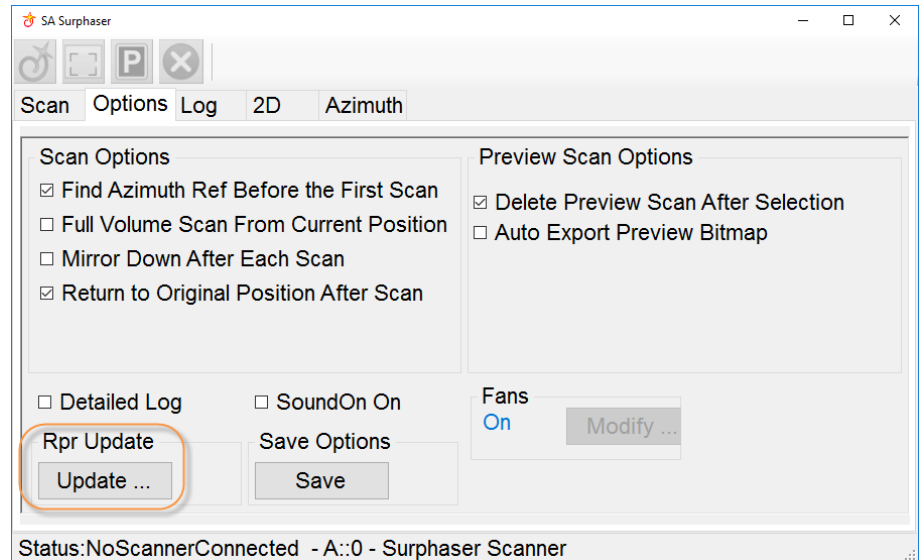 SA Surphaser
P
Scan Options Log 2D Azimuth
Scan Options
Find Azimuth Ref Before the First Scan
Full Volume Scan From Current Position
Mirror Down After Each Scan
Return to Original Position After Scan
Preview Scan Options
Delete Preview Scan After Selection
Auto Export Preview Bitmap
Detailed Log
SoundOn On
Fans
On
Modify ...
Rpr Update
Update ...
Save Options
Save
Status:NoScannerConnected - A::0 - Surphaser Scanner